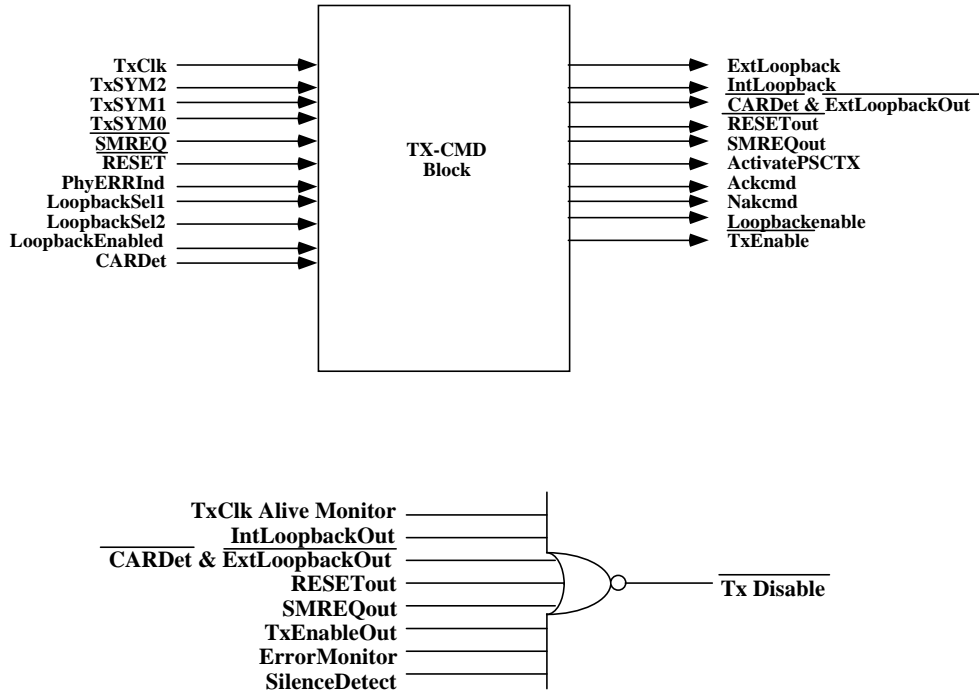 TxClk
TxSYM2
TxSYM1
TxSYM0
SMREQ
RESET
PhyERRInd
LoopbackSel1
LoopbackSel2
LoopbackEnabled
CARDet
TX-CMD
Block
ExtLoopback
IntLoopback
CARDet & ExtLoopbackOut
RESETout
SMREQout
ActivatePSCTX
Ackcmd
Nakcmd
Loopbackenable
TxEnable
TxClk Alive Monitor
IntLoopbackOut
CARDet & ExtLoopbackOut
RESETout
SMREQout
TxEnableOut
ErrorMonitor
SilenceDetect
Tx Disable